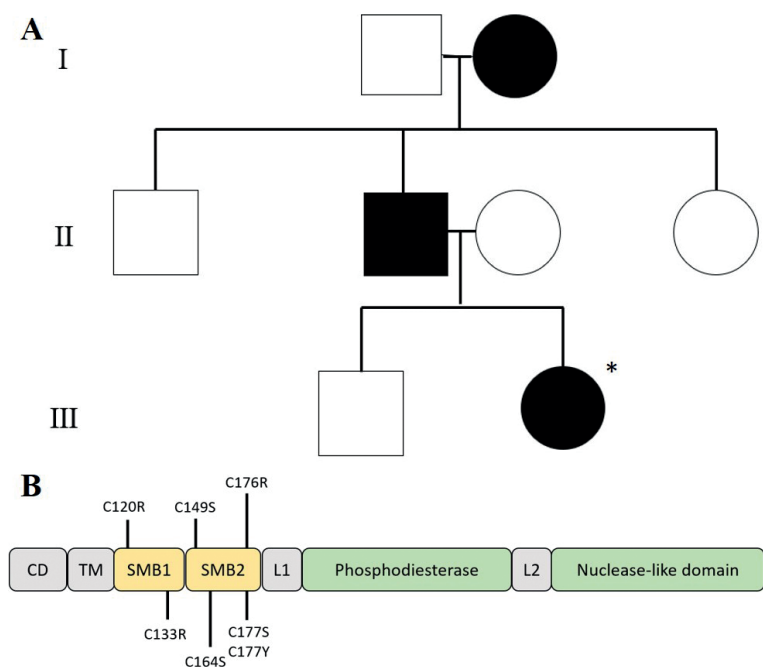 A
I
II
*
III
B
C120R C149S C176R
CD TM SMB1 SMB2 L1 Phosphodiesterase L2 Nuclease-like domain
C133R C164S C177S
C177Y